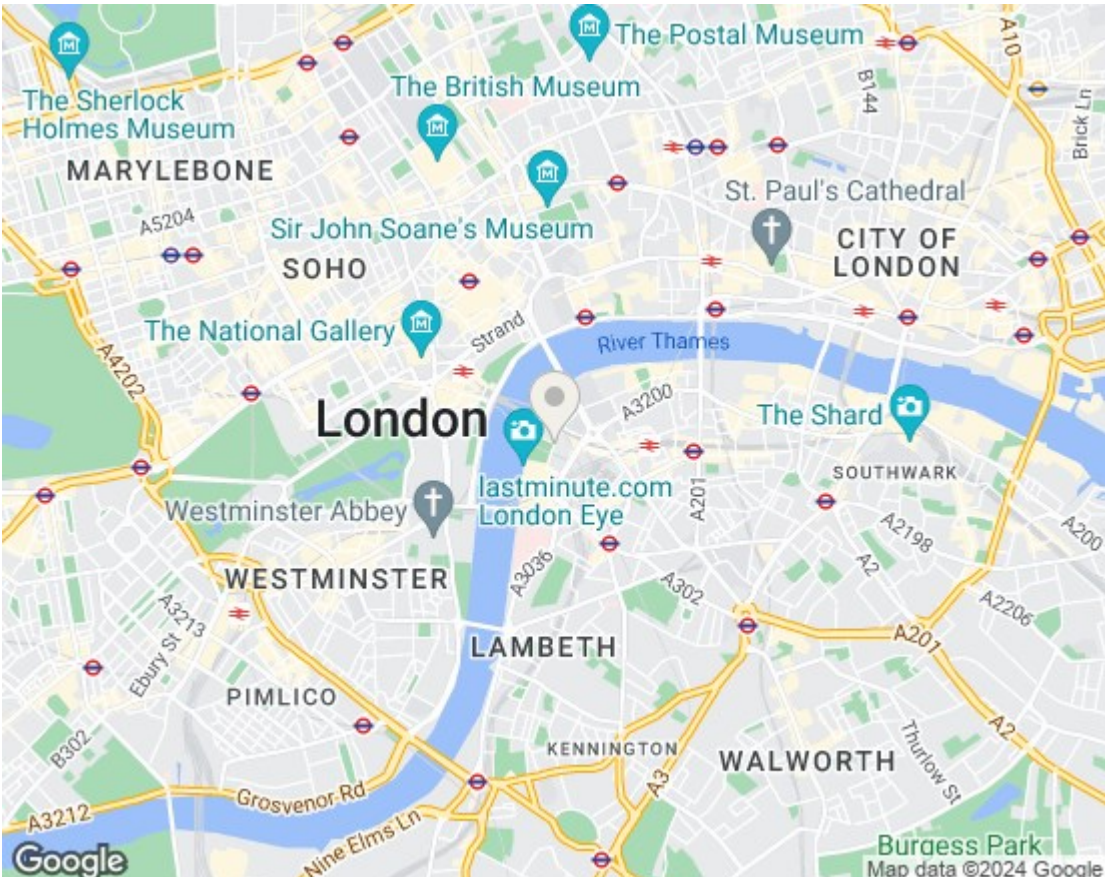 The Postal Museum
A10
The Sherlock
Holmes Museum
The British Museum
B144
Brick Ln
MARYLEBONE
St. Paul's Cathedral
A5204
Sir John Soane's Museum
CITY OF
LONDON
SOHO
The National Gallery
Strand
River Thames
A4202
London
A3200
The Shard
SOUTHWARK
lastminute.com
London Eye
Westminster Abbey
A201
A2198
A200
A3036
A2
WESTMINSTER
A302
A2206
A3213
Ebury St
LAMBETH
A201
PIMLICO
B302
KENNINGTON
WALWORTH
A2
Thurlow St
A3
Grosvenor Rd
A3212
Nine Elms Ln
Burgess Park
Google
Map data ©2024 Google